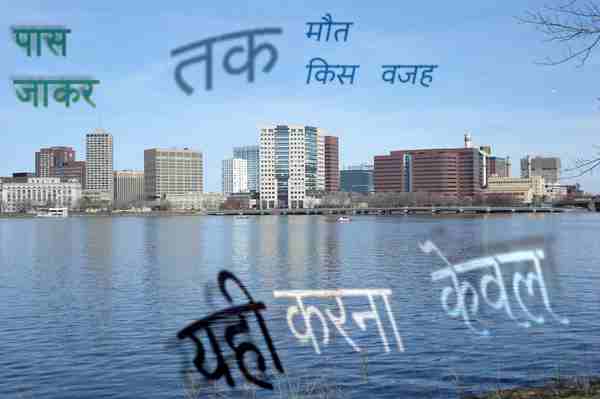 पास
जाकर
तक
मौत
किस वजह
यही करना केवल